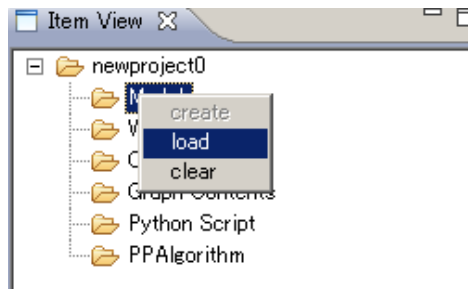 Item View
newproject0
create
load
clear
Graph Contents
Python Script
PPAlgorithm